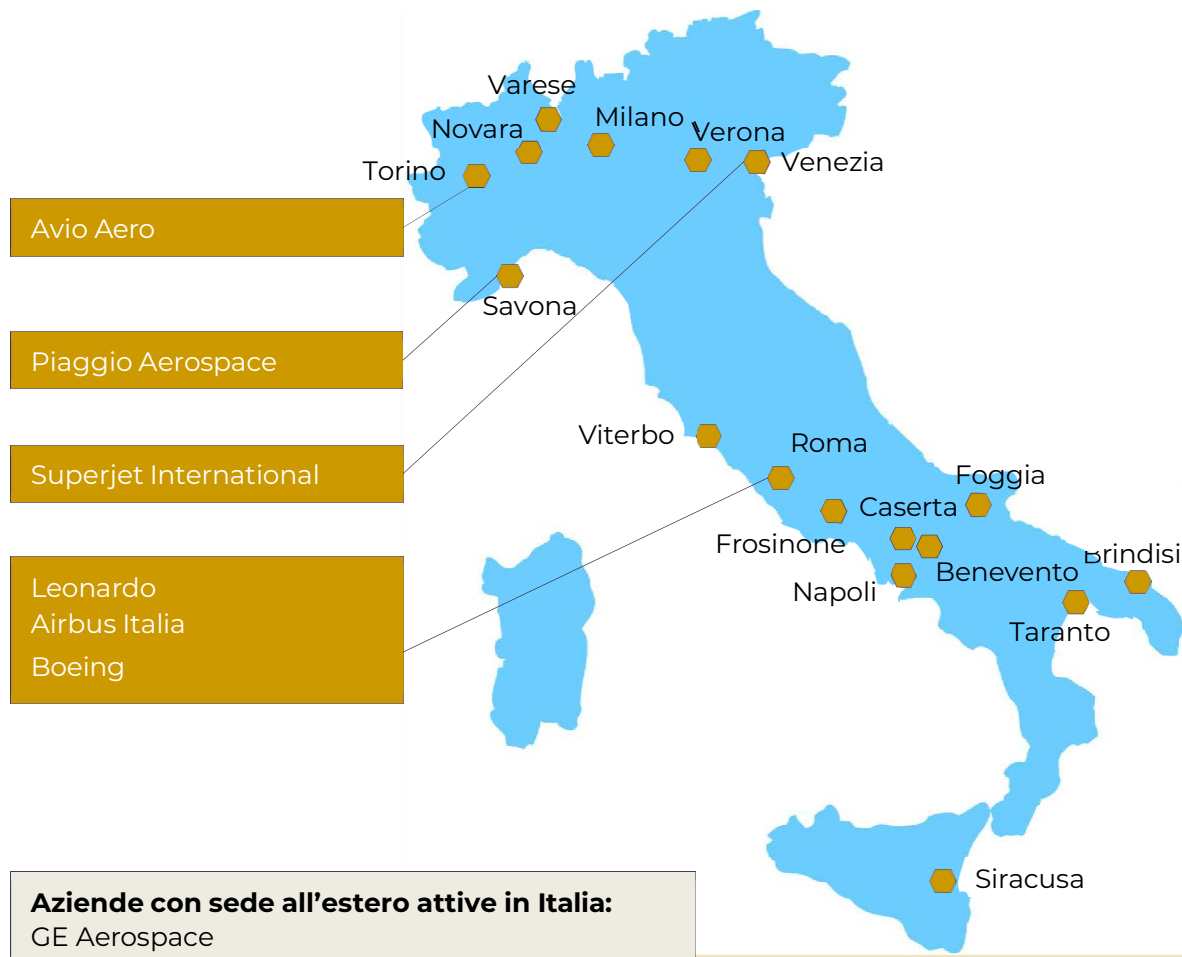 Varese
Milano
Novara
Verona
Torino
Venezia
Avio Aero
Savona
Piaggio Aerospace
Viterbo
Roma
Superjet International
Foggia
Caserta
Frosinone
Brindisi
Benevento
Napoli
Leonardo
Airbus Italia
Boeing
Taranto
Siracusa
Aziende con sede all’estero attive in Italia:
GE Aerospace